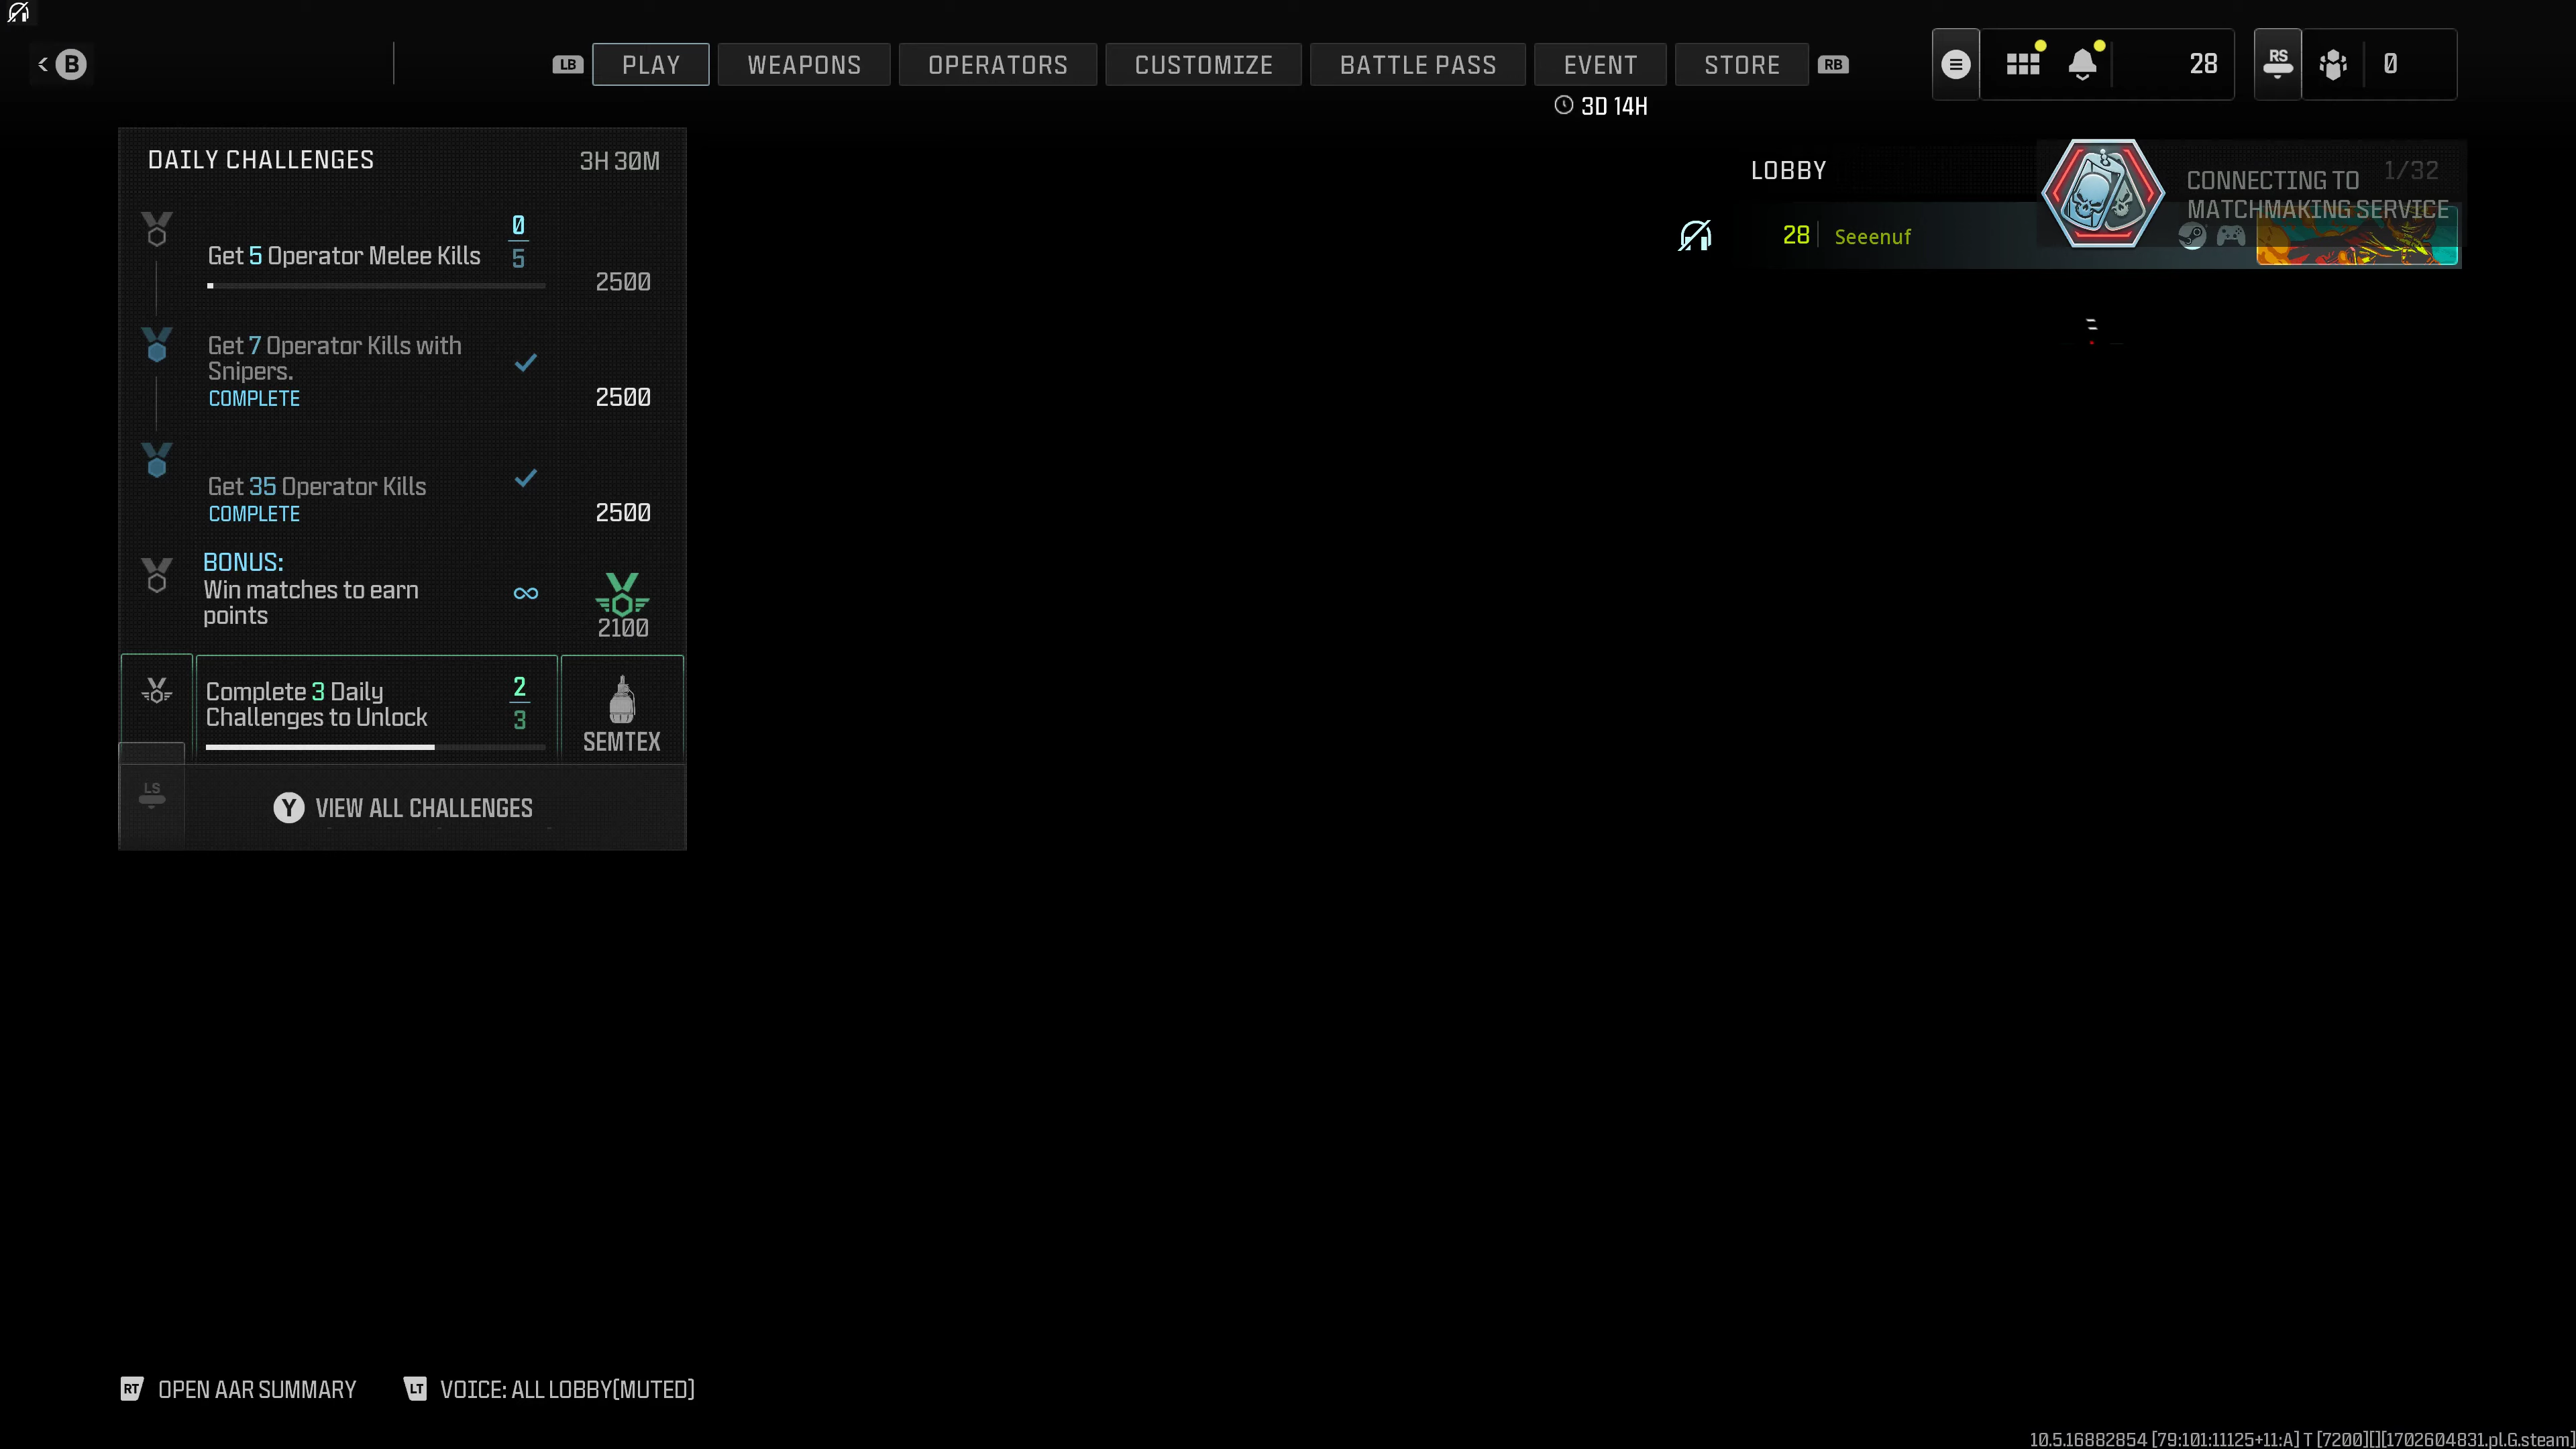 B
LB
PLAY
WEAPONS
OPERATORS
CUSTOMIZE
BATTLE PASS
EVENT
STORE
RB
28
RS
0
3D 14H
DAILY CHALLENGES
3H 30M
Get 5 Operator Melee Kills
0
5
2500
Get 7 Operator Kills with
Snipers.
COMPLETE
2500
Get 35 Operator Kills
COMPLETE
2500
BONUS:
Win matches to earn
points
2100
Complete 3 Daily
Challenges to Unlock
2
3
SEMTEX
LS
Y VIEW ALL CHALLENGES
LOBBY
1/32
CONNECTING TO
MATCHMAKING SERVICE
28
Seeenuf
RT OPEN AAR SUMMARY
LT VOICE: ALL LOBBY[MUTED]
10.5.16882854 [79:101:11125+11:A] T [7200][][1702604831.pl.G.steam]